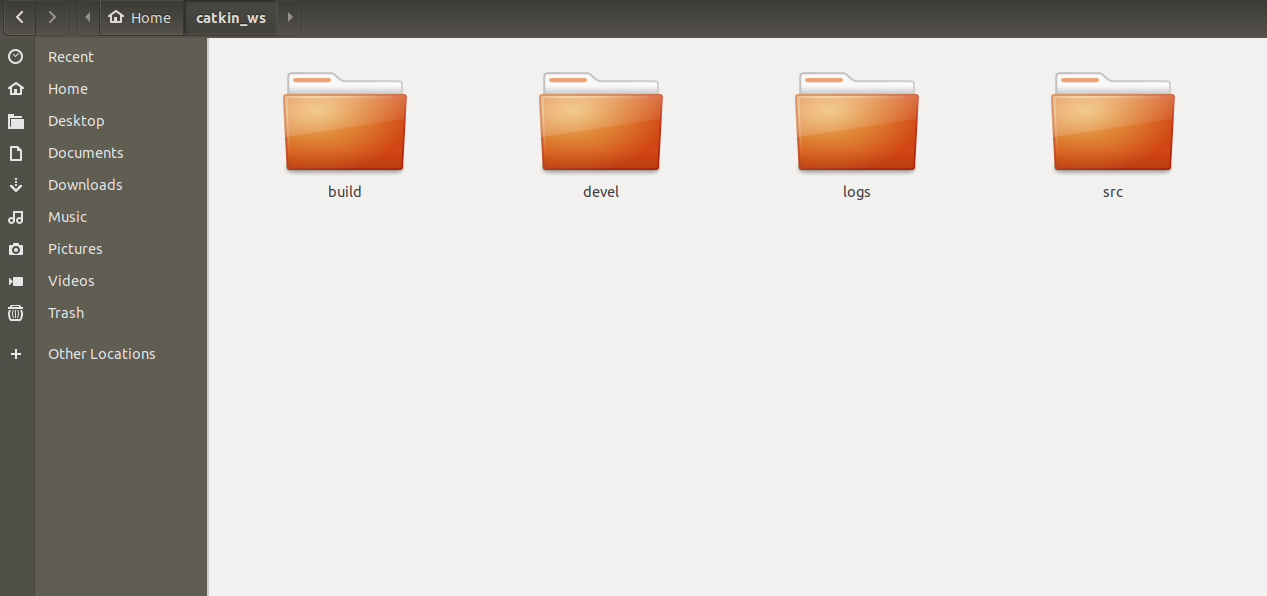 Home catkin_ws
Recent
Home
Desktop
Documents
Downloads
Music
Pictures
Videos
Trash
Other Locations
build devel logs src